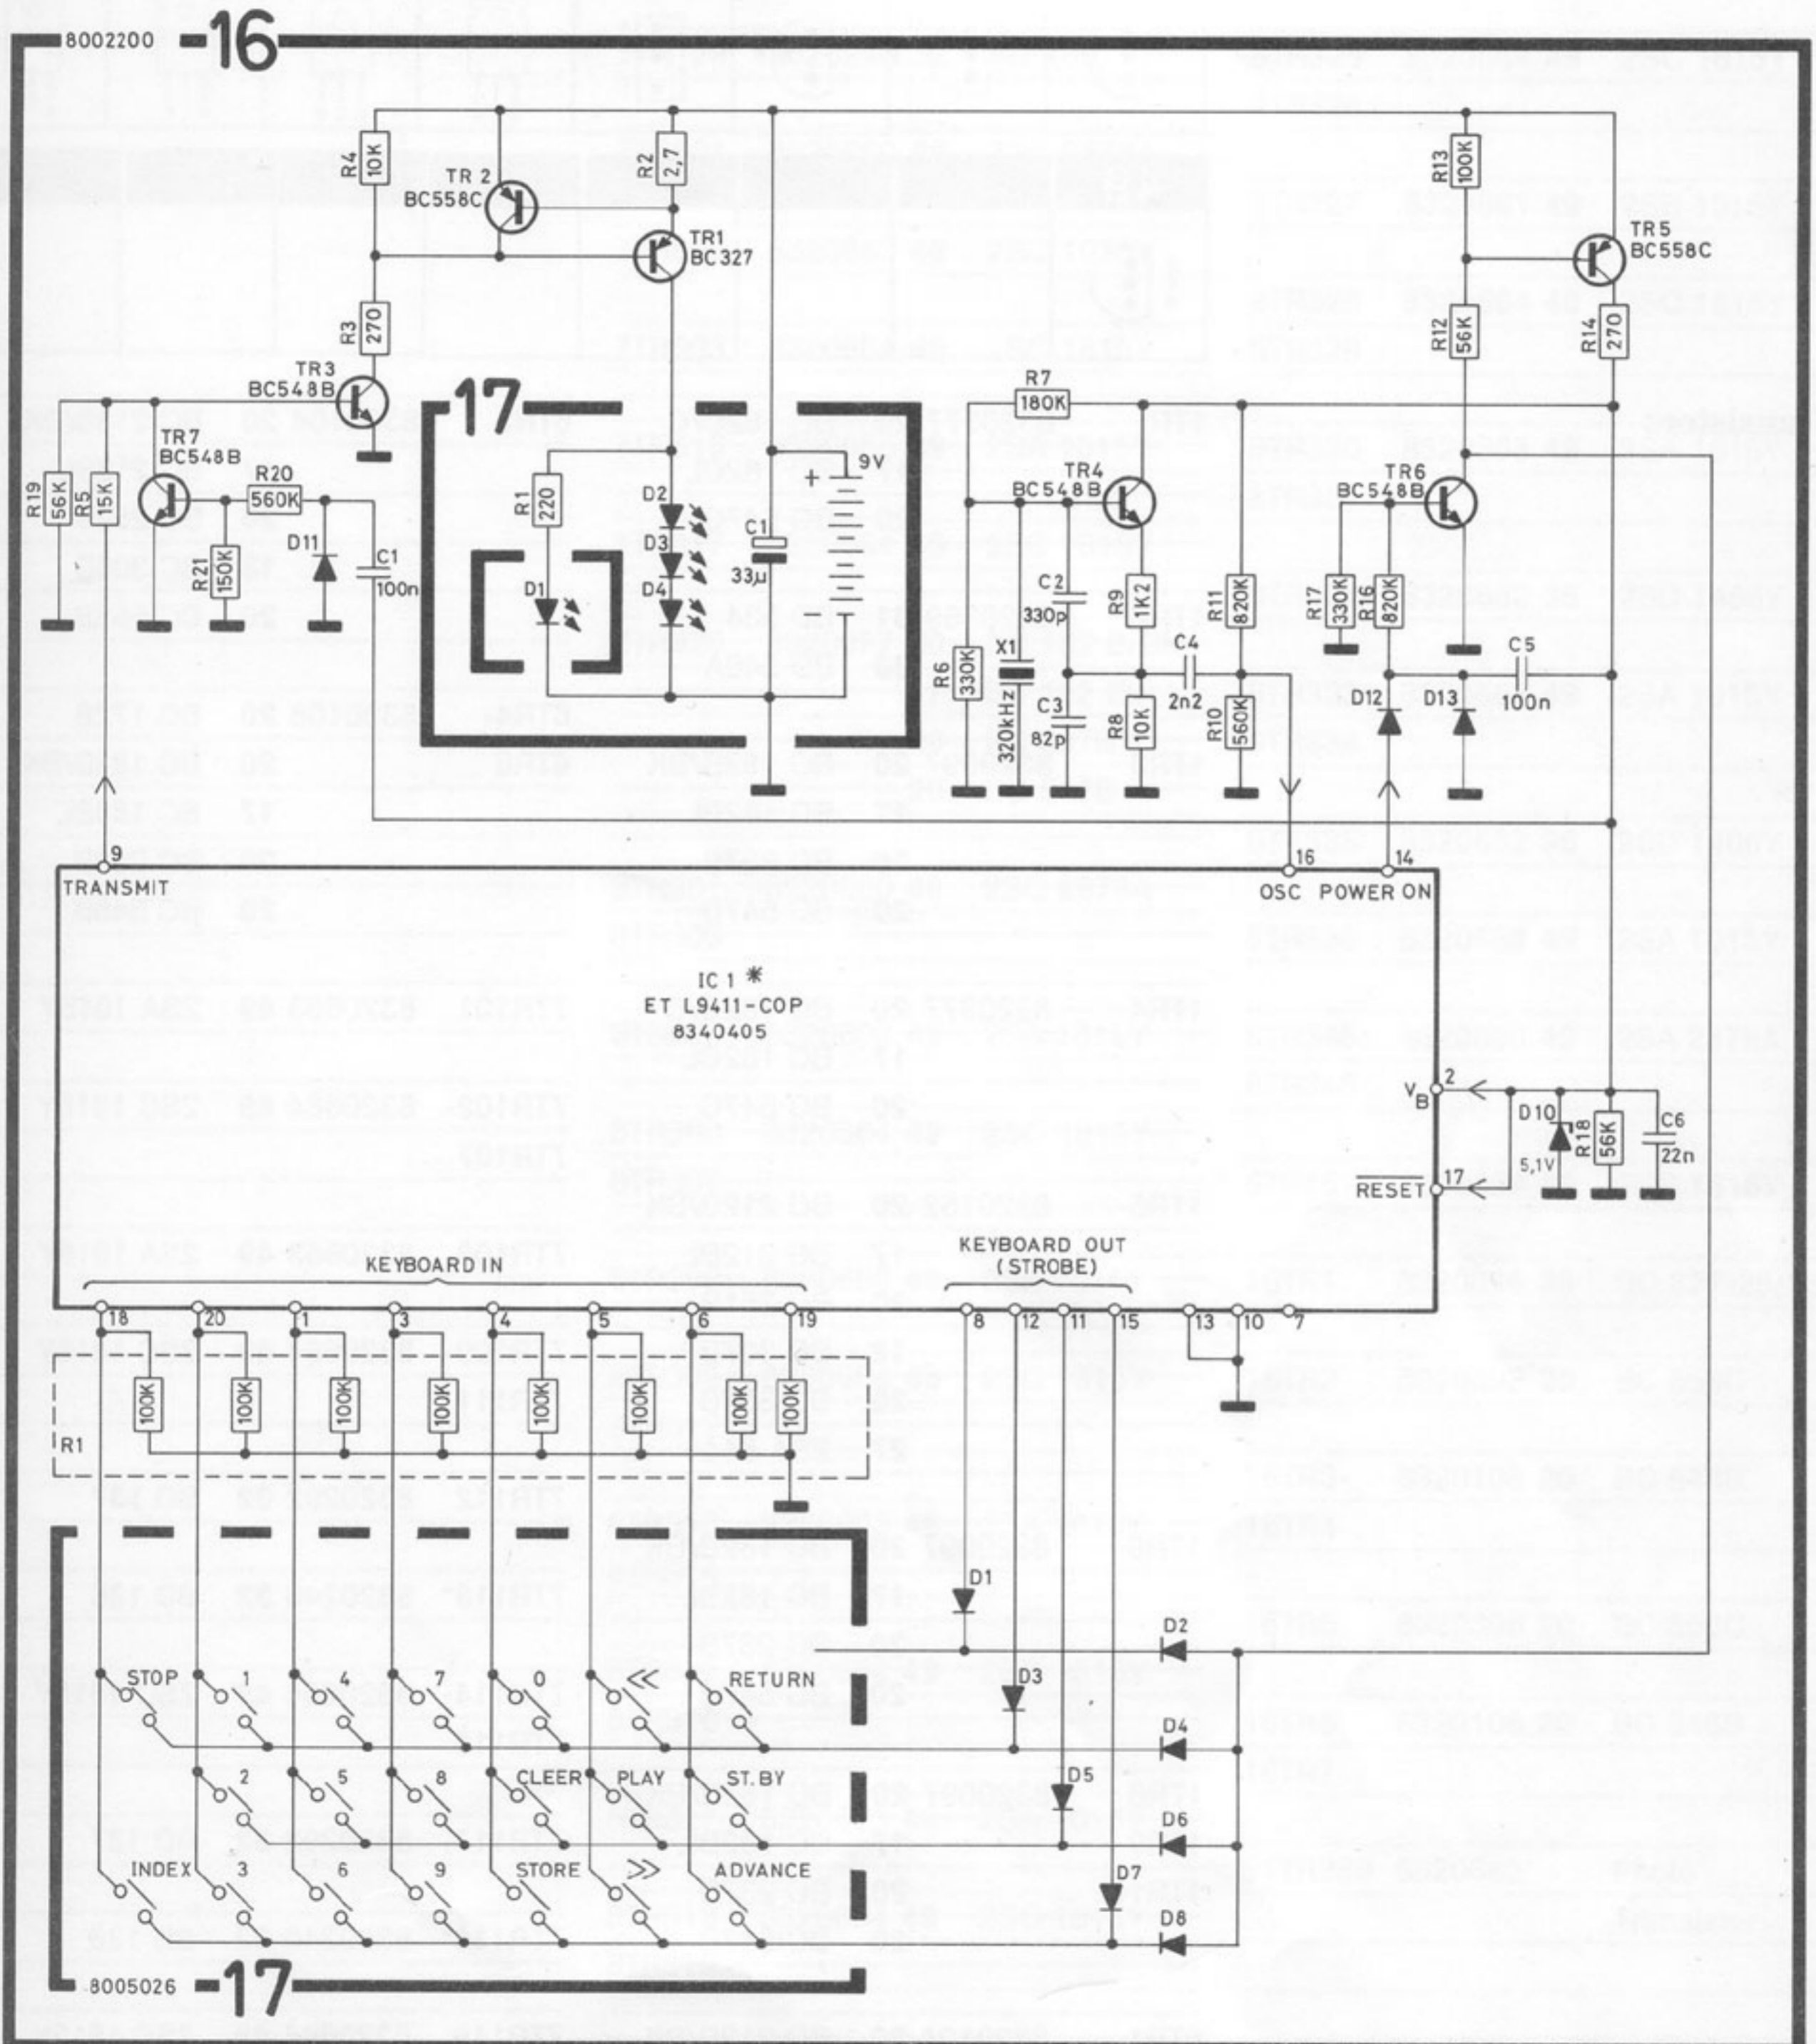 8002200 16
R4 10K
TR 2
BC558C
R2 2,7
TR1
BC327
R3 270
TR3
BC548B
R13 100K
TR 5
BC558C
R12 56K
R14 270
17
R7
180K
TR7
BC548B
R19 56K
R5 15K
R20
560K
R21 150K
D11
C1
100n
R1 220
D1
D2
D3
D4
C1
33µ
+ 9V
TR4
BC548B
TR6
BC548B
C2
330p
R9 1K2
R11 820K
R17 330K
R16 820K
R6 330K
X1
320kHz
C3
82p
R8 10K
C4
2n2
R10 560K
C5
100n
D12
D13
9
TRANSMIT
16 14
OSC POWER ON
IC 1 *
ET L9411-COP
8340405
VB 2
D10
5,1V
R18 56K
C6
22n
RESET 17
KEYBOARD IN
KEYBOARD OUT
(STROBE)
18 20 1 3 4 5 6 19 8 12 11 15 13 10 7
100K 100K 100K 100K 100K 100K 100K 100K
R1
D1
D2
STOP 1 4 7 0 << RETURN
D3
D4
2 5 8 CLEER PLAY ST.BY
D5
D6
INDEX 3 6 9 STORE >> ADVANCE
D7
D8
8005026 17